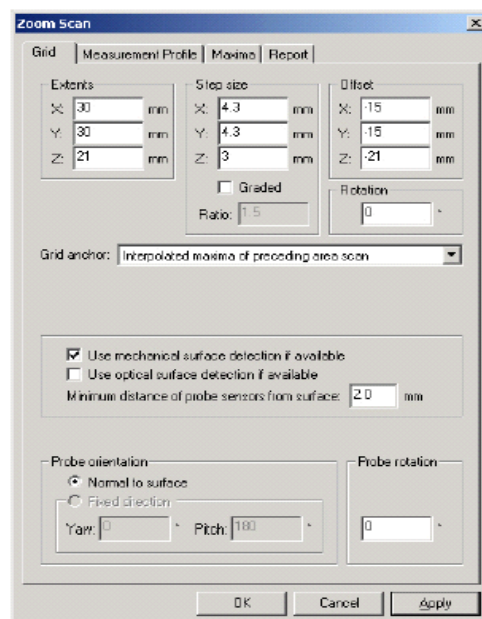 Zoom Scan
Grid Measurement Profile Maxima Report
Extents Step size Offset
X: 30 mm X: 4.3 mm X: -15 mm
Y: 30 mm Y: 4.3 mm Y: -15 mm
Z: 21 mm Z: 3 mm Z: -21 mm
Graded Rotation
Ratio: 1.5 0 °
Grid anchor: Interpolated maxima of preceding area scan
Use mechanical surface detection if available
Use optical surface detection if available
Minimum distance of probe sensors from surface: 2.0 mm
Probe orientation Probe rotation
Normal to surface
Fixed direction
Yaw: 0 ° Pitch: 180 ° 0 °
OK Cancel Apply